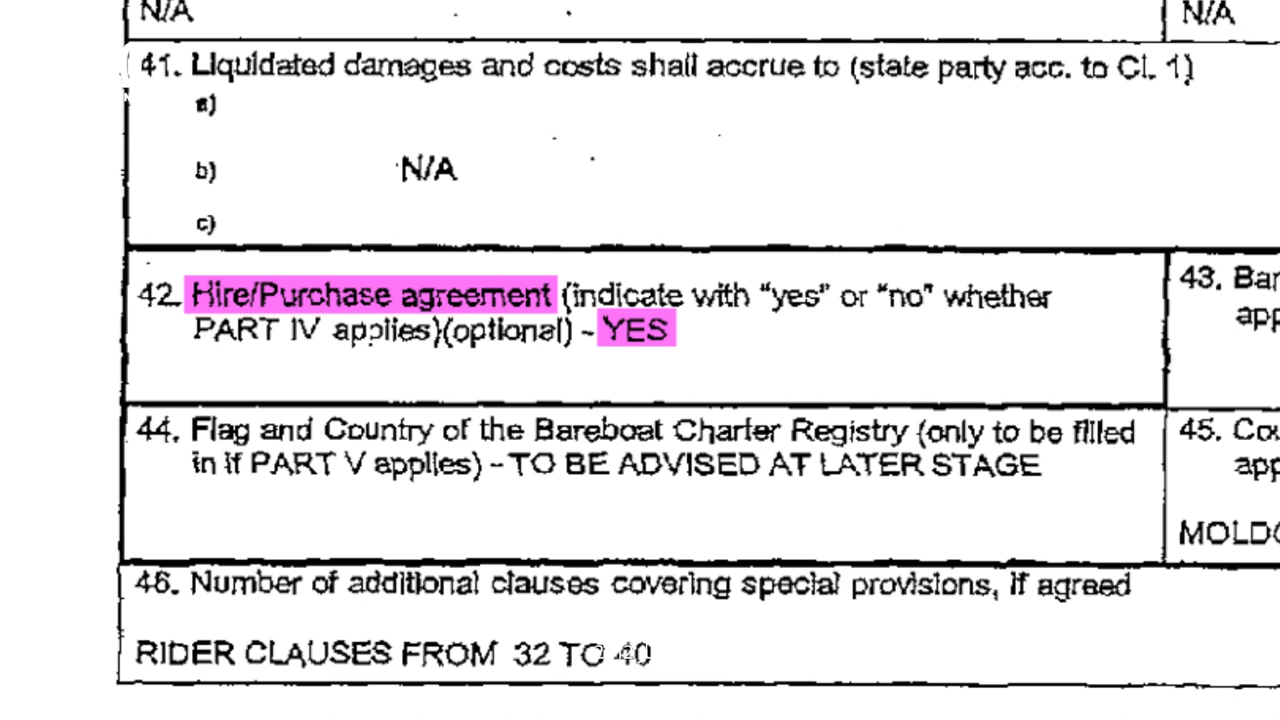 N/A
N/A
41. Liquidated damages and costs shall accrue to (state party acc. to Cl. 1)
a)
b) N/A
c)
42. Hire/Purchase agreement (indicate with "yes" or "no" whether
PART IV applies)(optional) - YES
43. Bar
app
44. Flag and Country of the Bareboat Charter Registry (only to be filled
in if PART V applies) - TO BE ADVISED AT LATER STAGE
45. Cou
app
MOLDO
46. Number of additional clauses covering special provisions, if agreed
RIDER CLAUSES FROM 32 TO 40